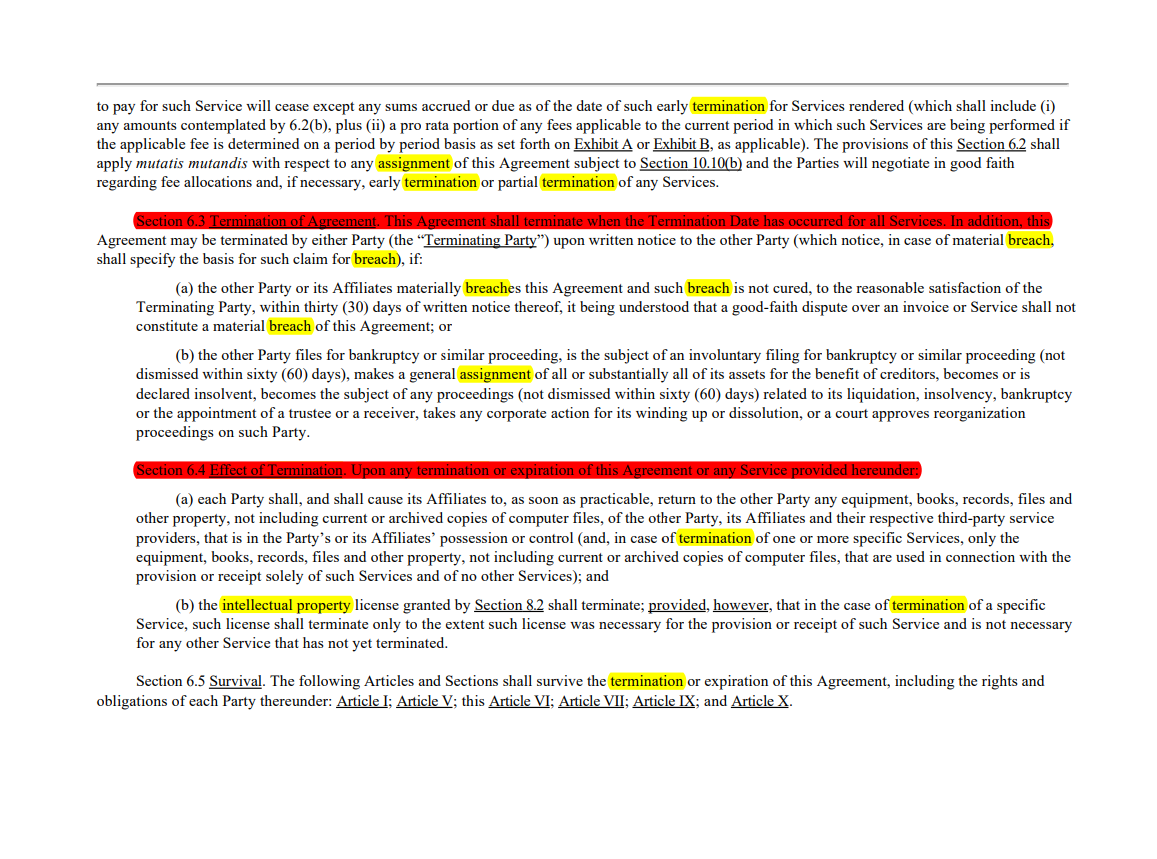 to pay for such Service will cease except any sums accrued or due as of the date of such early termination for Services rendered (which shall include (i)
any amounts contemplated by 6.2(b), plus (ii) a pro rata portion of any fees applicable to the current period in which such Services are being performed if
the applicable fee is determined on a period by period basis as set forth on Exhibit A or Exhibit B, as applicable). The provisions of this Section 6.2 shall
apply mutatis mutandis with respect to any assignment of this Agreement subject to Section 10.10(b) and the Parties will negotiate in good faith
regarding fee allocations and, if necessary, early termination or partial termination of any Services.
Section 6.3 Termination of Agreement. This Agreement shall terminate when the Termination Date has occurred for all Services. In addition, this
Agreement may be terminated by either Party (the “Terminating Party”) upon written notice to the other Party (which notice, in case of material breach,
shall specify the basis for such claim for breach), if:
(a) the other Party or its Affiliates materially breaches this Agreement and such breach is not cured, to the reasonable satisfaction of the
Terminating Party, within thirty (30) days of written notice thereof, it being understood that a good-faith dispute over an invoice or Service shall not
constitute a material breach of this Agreement; or
(b) the other Party files for bankruptcy or similar proceeding, is the subject of an involuntary filing for bankruptcy or similar proceeding (not
dismissed within sixty (60) days), makes a general assignment of all or substantially all of its assets for the benefit of creditors, becomes or is
declared insolvent, becomes the subject of any proceedings (not dismissed within sixty (60) days) related to its liquidation, insolvency, bankruptcy
or the appointment of a trustee or a receiver, takes any corporate action for its winding up or dissolution, or a court approves reorganization
proceedings on such Party.
Section 6.4 Effect of Termination. Upon any termination or expiration of this Agreement or any Service provided hereunder:
(a) each Party shall, and shall cause its Affiliates to, as soon as practicable, return to the other Party any equipment, books, records, files and
other property, not including current or archived copies of computer files, of the other Party, its Affiliates and their respective third-party service
providers, that is in the Party’s or its Affiliates’ possession or control (and, in case of termination of one or more specific Services, only the
equipment, books, records, files and other property, not including current or archived copies of computer files, that are used in connection with the
provision or receipt solely of such Services and of no other Services); and
(b) the intellectual property license granted by Section 8.2 shall terminate; provided, however, that in the case of termination of a specific
Service, such license shall terminate only to the extent such license was necessary for the provision or receipt of such Service and is not necessary
for any other Service that has not yet terminated.
Section 6.5 Survival. The following Articles and Sections shall survive the termination or expiration of this Agreement, including the rights and
obligations of each Party thereunder: Article I; Article V; this Article VI; Article VII; Article IX; and Article X.